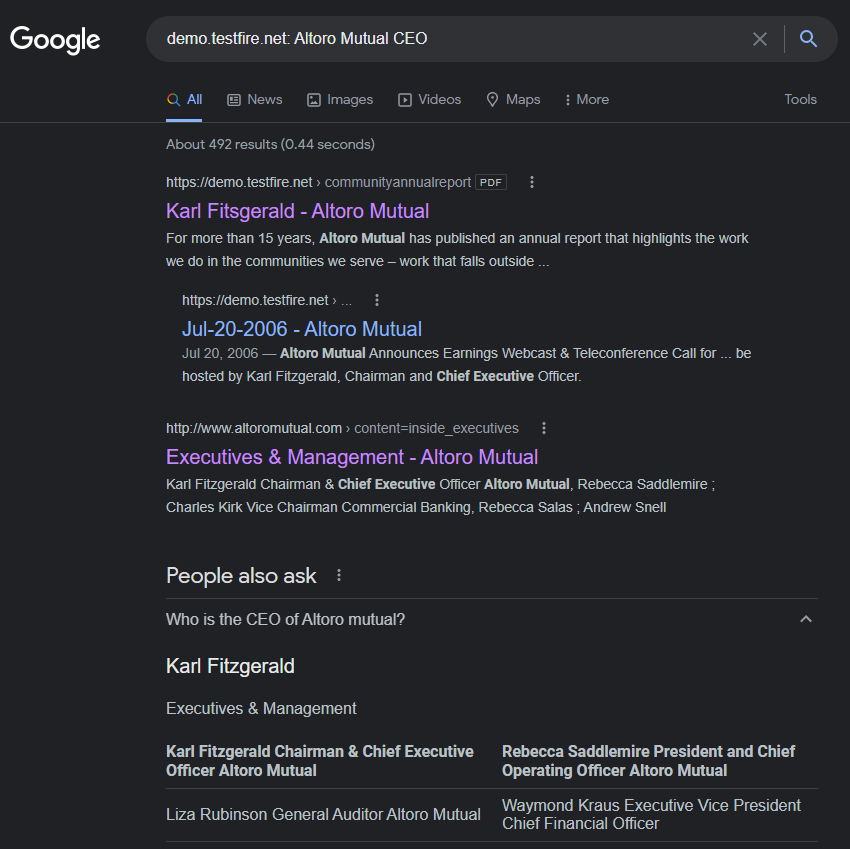 Google
demo.testfire.net: Altoro Mutual CEO
All
News
Images
Videos
Maps
More
Tools
About 492 results (0.44 seconds)
https://demo.testfire.net › communityannualreport PDF
Karl Fitsgerald - Altoro Mutual
For more than 15 years, Altoro Mutual has published an annual report that highlights the work
we do in the communities we serve – work that falls outside ...
https://demo.testfire.net › ...
Jul-20-2006 - Altoro Mutual
Jul 20, 2006 — Altoro Mutual Announces Earnings Webcast & Teleconference Call for ... be
hosted by Karl Fitzgerald, Chairman and Chief Executive Officer.
http://www.altoromutual.com › content=inside_executives
Executives & Management - Altoro Mutual
Karl Fitzgerald Chairman & Chief Executive Officer Altoro Mutual, Rebecca Saddlemire ;
Charles Kirk Vice Chairman Commercial Banking, Rebecca Salas ; Andrew Snell
People also ask
Who is the CEO of Altoro mutual?
Karl Fitzgerald
Executives & Management
Karl Fitzgerald Chairman & Chief Executive
Officer Altoro Mutual
Rebecca Saddlemire President and Chief
Operating Officer Altoro Mutual
Liza Rubinson General Auditor Altoro Mutual
Waymond Kraus Executive Vice President
Chief Financial Officer